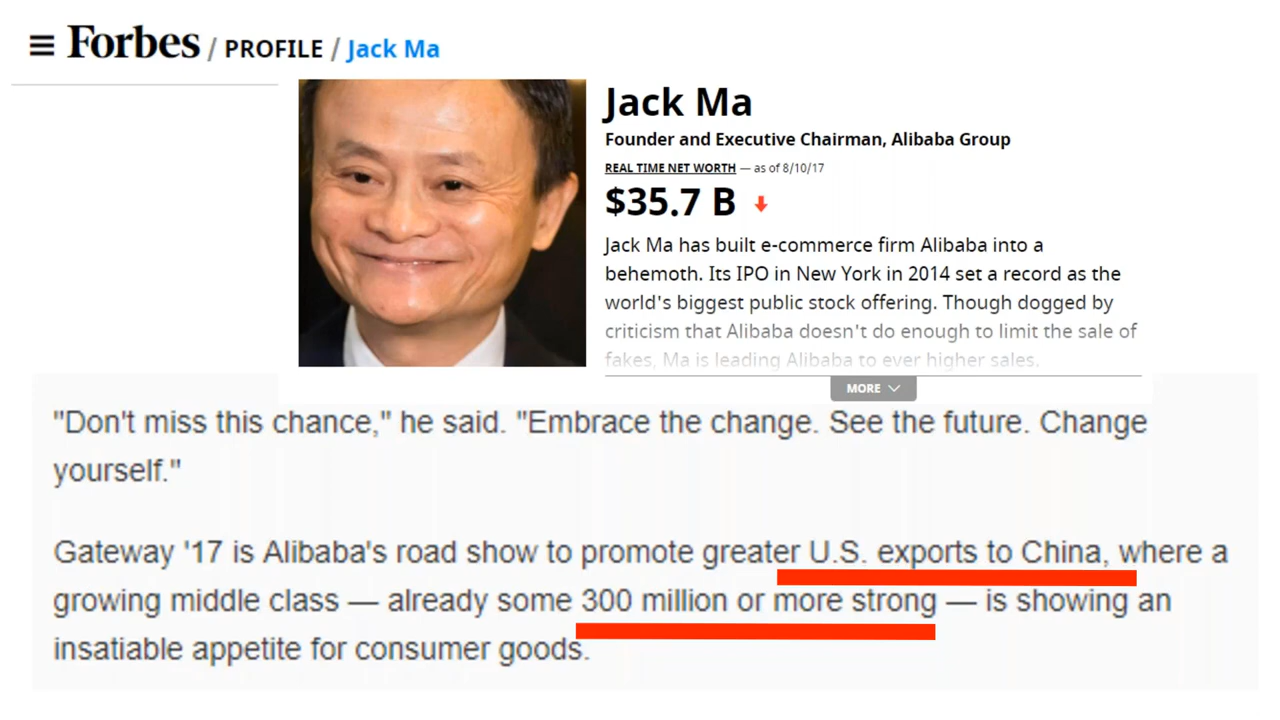 Forbes / PROFILE / Jack Ma
Jack Ma
Founder and Executive Chairman, Alibaba Group
REAL TIME NET WORTH — as of 8/10/17
$35.7 B
Jack Ma has built e-commerce firm Alibaba into a
behemoth. Its IPO in New York in 2014 set a record as the
world's biggest public stock offering. Though dogged by
criticism that Alibaba doesn't do enough to limit the sale of
fakes, Ma is leading Alibaba to ever higher sales.
MORE
"Don't miss this chance," he said. "Embrace the change. See the future. Change
yourself."
Gateway '17 is Alibaba's road show to promote greater U.S. exports to China, where a
growing middle class — already some 300 million or more strong — is showing an
insatiable appetite for consumer goods.